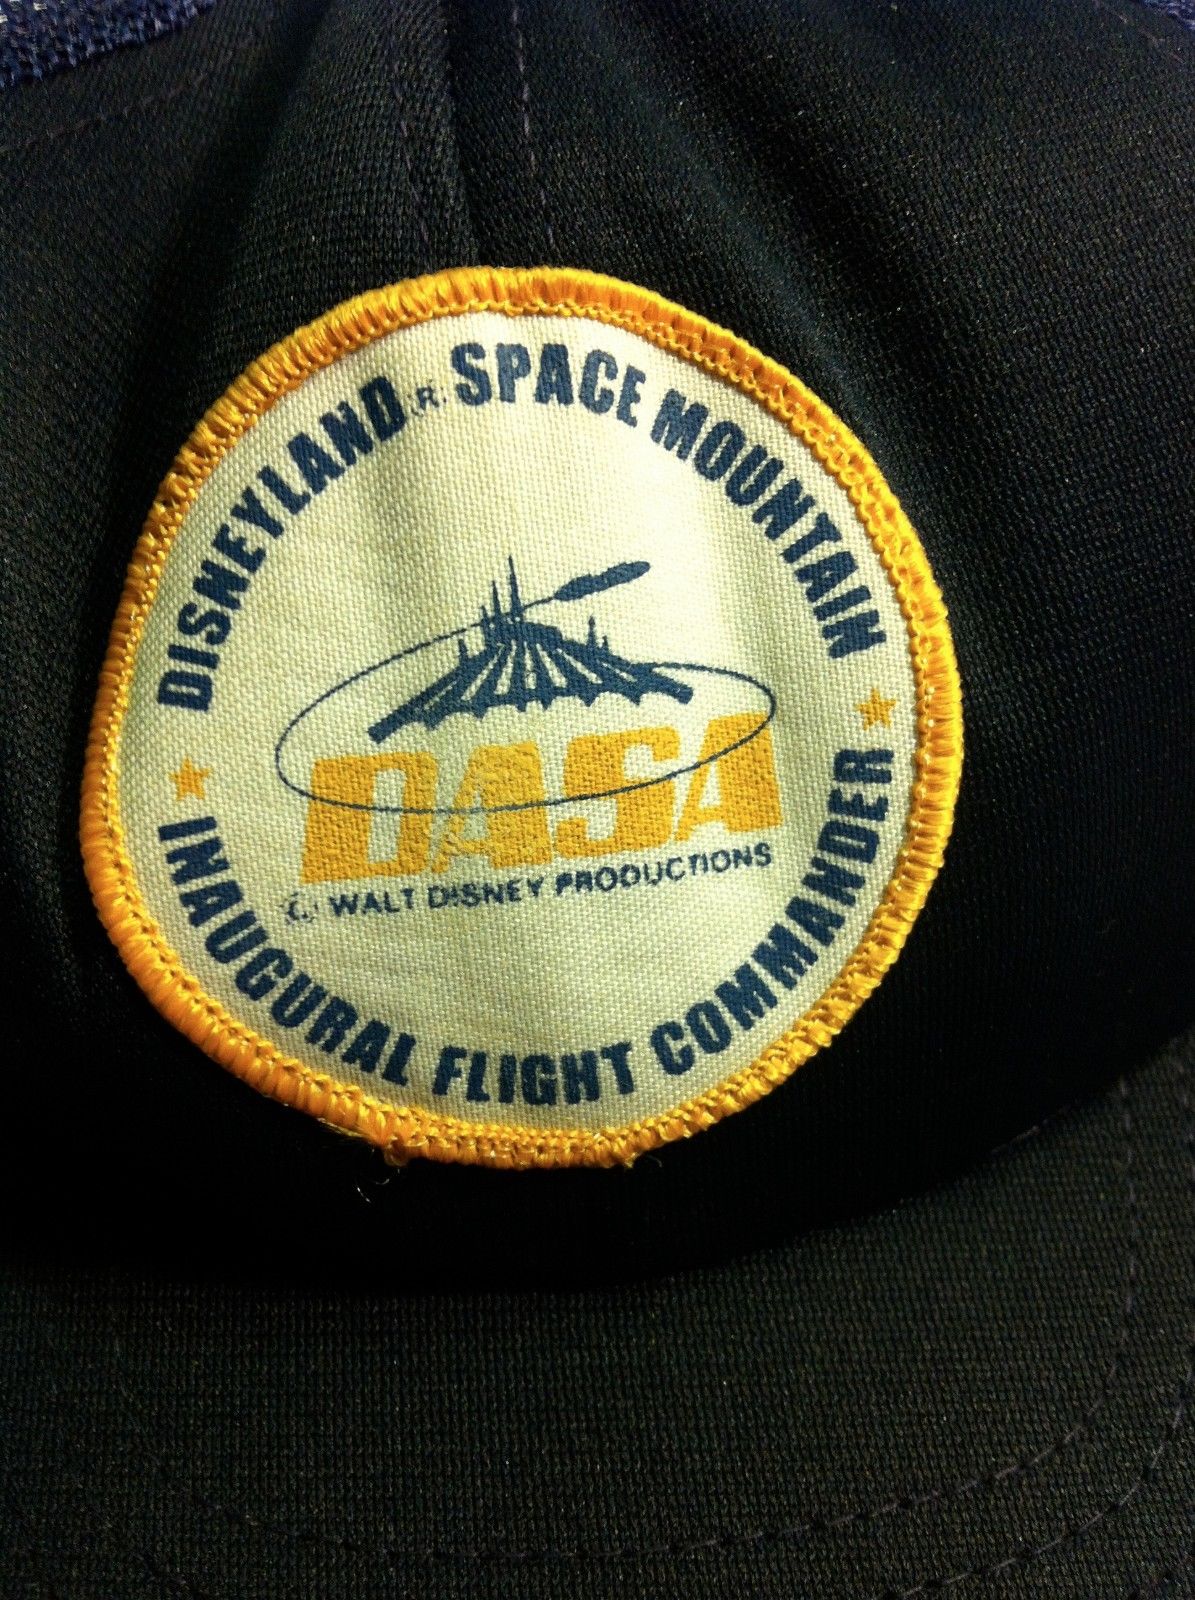 DISNEYLAND (R) SPACE MOUNTAIN
DASA
© WALT DISNEY PRODUCTIONS
INAUGURAL FLIGHT COMMANDER